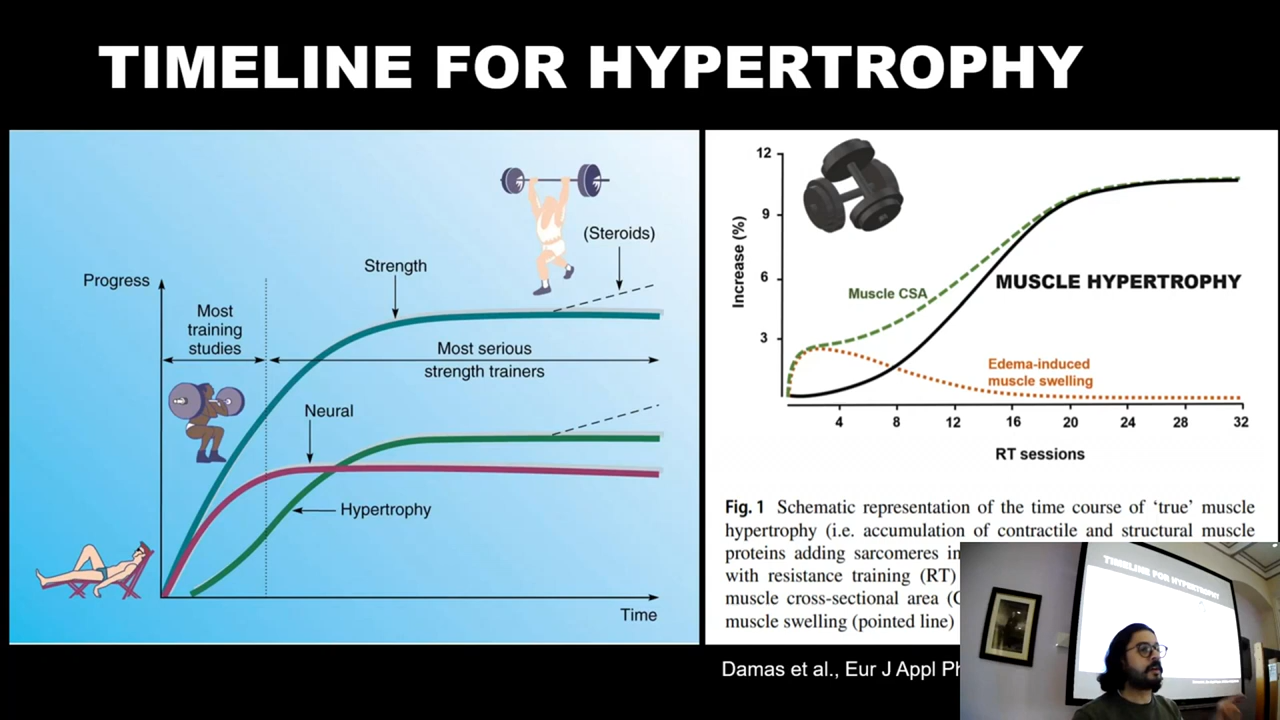 TIMELINE FOR HYPERTROPHY
Progress
Most
training
studies
Strength
(Steroids)
Most serious
strength trainers
Neural
Hypertrophy
Time
12
9
6
3
Increase (%)
Muscle CSA
MUSCLE HYPERTROPHY
Edema-induced
muscle swelling
4 8 12 16 20 24 28 32
RT sessions
Fig. 1 Schematic representation of the time course of ‘true’ muscle
hypertrophy (i.e. accumulation of contractile and structural muscle
proteins adding sarcomeres in
with resistance training (RT)
muscle cross-sectional area
muscle swelling (pointed line)
Damas et al., Eur J Appl
TIMELINE FOR HYPERTROPHY